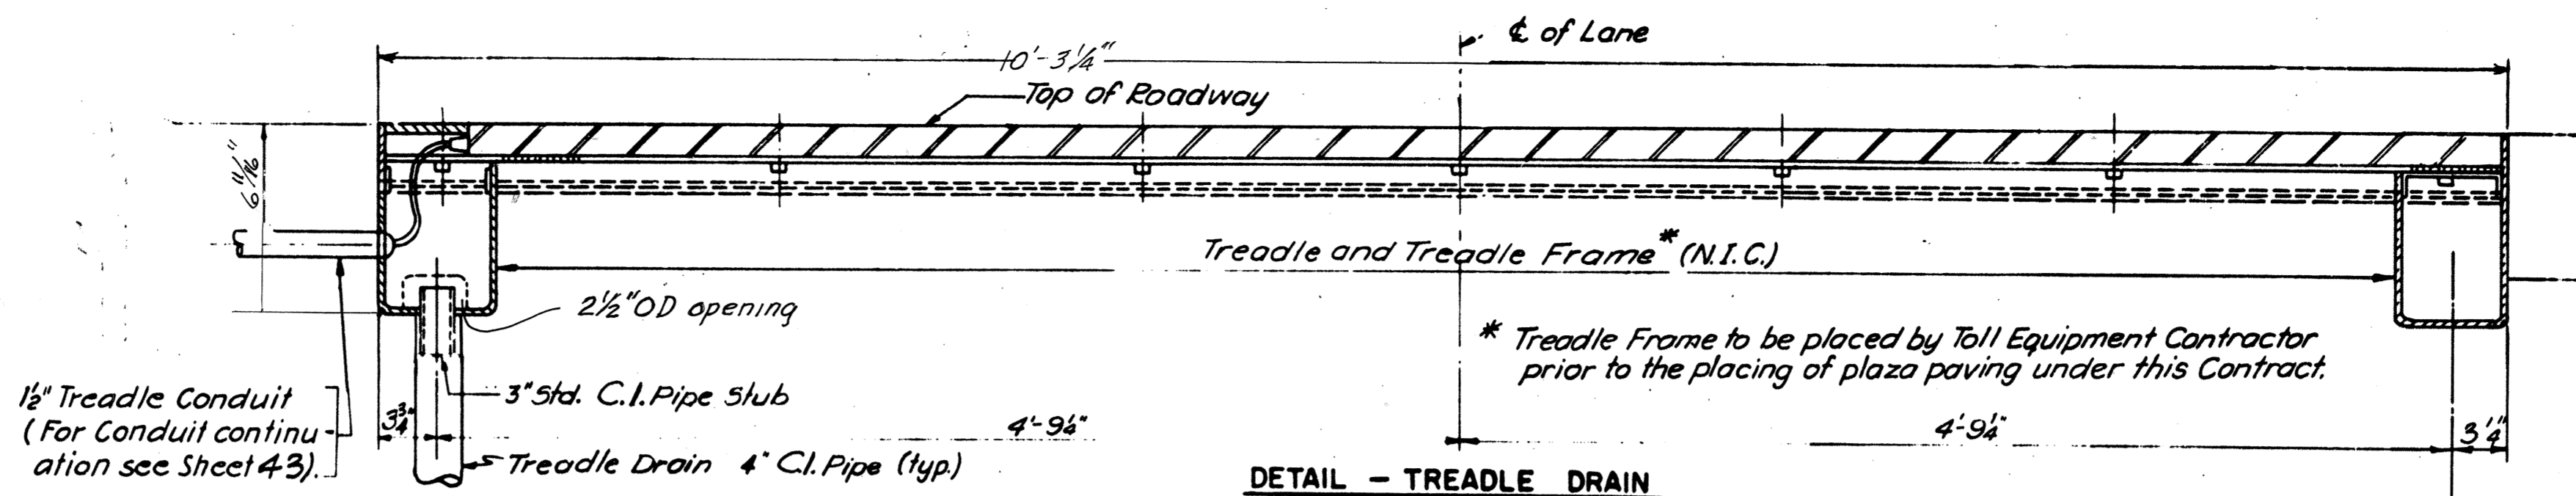 ℄ of Lane
10'-3¼"
Top of Roadway
6 11/16"
Treadle and Treadle Frame* (N.I.C.)
2½" OD opening
* Treadle Frame to be placed by Toll Equipment Contractor
prior to the placing of plaza paving under this Contract.
1½" Treadle Conduit
(For Conduit continu-
ation see Sheet 43).
3" Std. C.I. Pipe Stub
3¾"
4'-9¼"
4'-9¼"
3¼"
Treadle Drain 4" C.I. Pipe (typ.)
DETAIL - TREADLE DRAIN